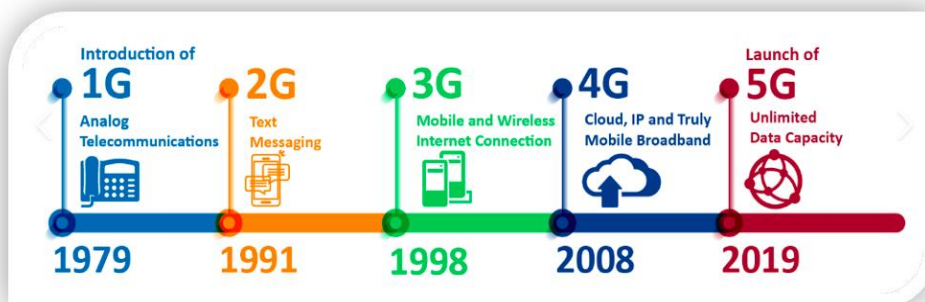 Introduction of
1G
Analog
Telecommunications
1979
2G
Text
Messaging
1991
3G
Mobile and Wireless
Internet Connection
1998
4G
Cloud, IP and Truly
Mobile Broadband
2008
Launch of
5G
Unlimited
Data Capacity
2019